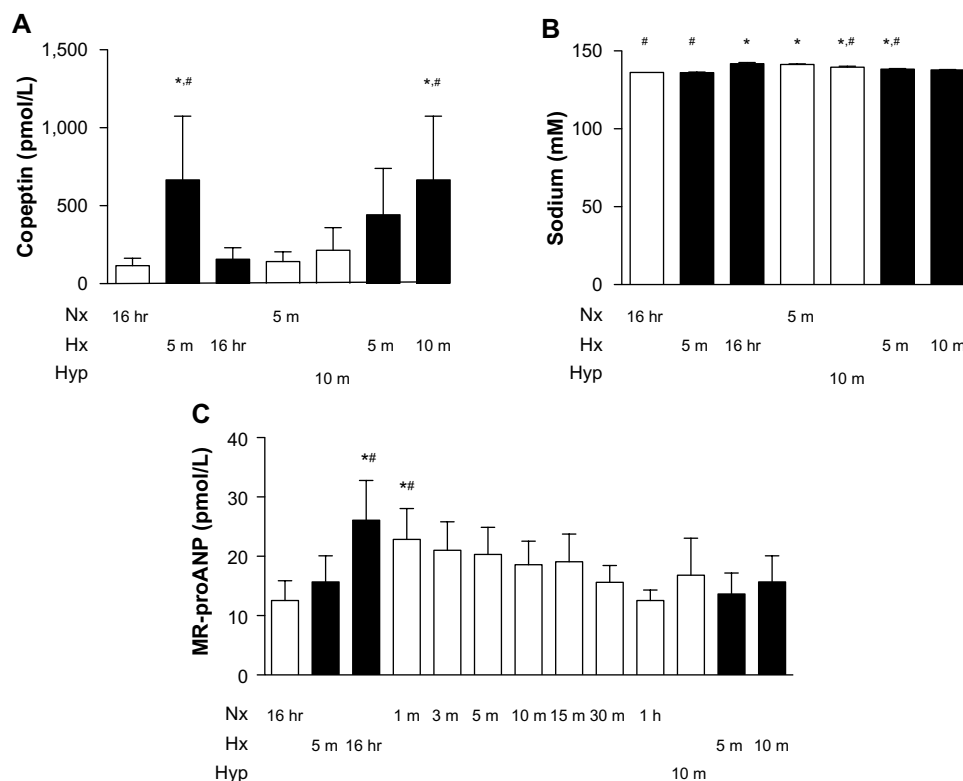 A
1,500
1,000
500
0
Copeptin (pmol/L)
*,#
*,#
Nx 16 hr 5 m
Hx 5 m 16 hr 5 m 10 m
Hyp 10 m
B
150
100
50
0
Sodium (mM)
# # * * *,# *,#
Nx 16 hr 5 m
Hx 5 m 16 hr 5 m 10 m
Hyp 10 m
C
40
30
20
10
0
MR-proANP (pmol/L)
*#
*#
Nx 16 hr 1 m 3 m 5 m 10 m 15 m 30 m 1 h
Hx 5 m 16 hr 5 m 10 m
Hyp 10 m